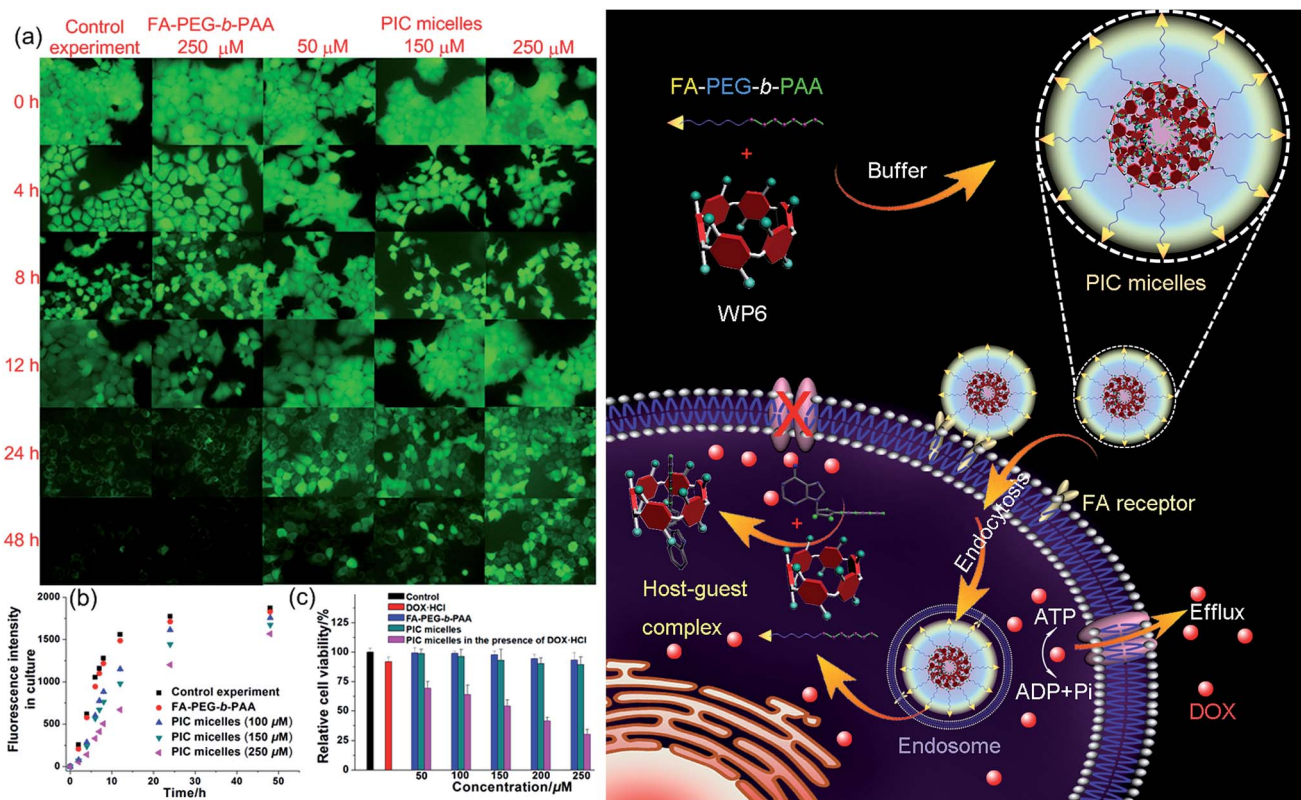 (a)
Control experiment
FA-PEG-b-PAA 250 μM
PIC micelles
50 μM
150 μM
250 μM
0 h
4 h
8 h
12 h
24 h
48 h
(b)
Fluorescence intensity in culture
2000
1500
1000
500
0
0 10 20 30 40 50
Time/h
Control experiment
FA-PEG-b-PAA
PIC micelles (100 μM)
PIC micelles (150 μM)
PIC micelles (250 μM)
(c)
Relative cell viability/%
125
100
75
50
25
0
50 100 150 200 250
Concentration/μM
Control
DOX·HCl
FA-PEG-b-PAA
PIC micelles
PIC micelles in the presence of DOX·HCl
FA-PEG-b-PAA
+
WP6
Buffer
PIC micelles
X
FA receptor
Endocytosis
+
Host-guest
complex
Endosome
ATP
ADP+Pi
Efflux
DOX